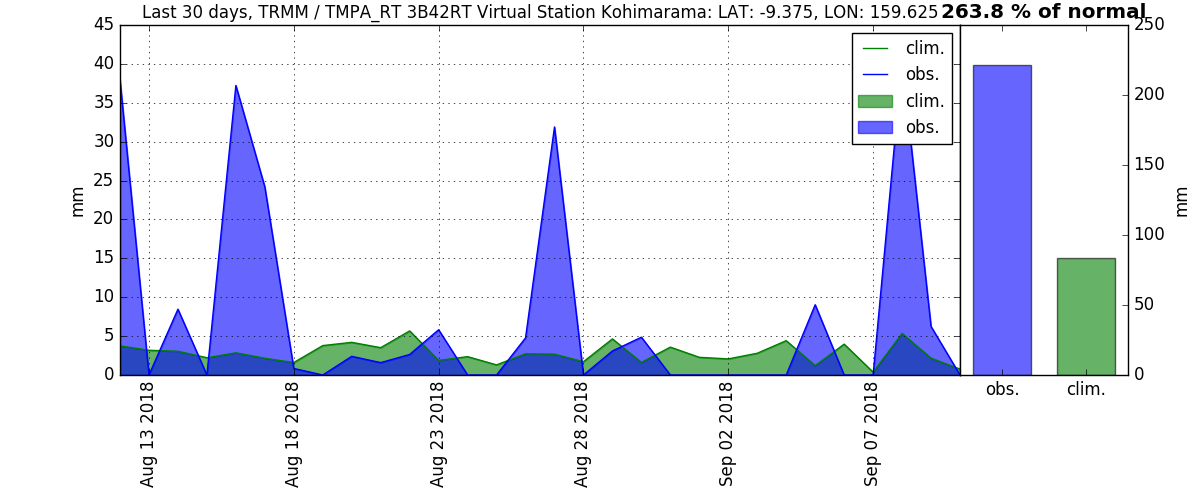 Last 30 days, TRMM / TMPA_RT 3B42RT Virtual Station Kohimarama: LAT: -9.375, LON: 159.625 263.8 % of normal
45
40
35
30
25
20
15
10
5
0
mm
clim.
obs.
clim.
obs.
Aug 13 2018
Aug 18 2018
Aug 23 2018
Aug 28 2018
Sep 02 2018
Sep 07 2018
250
200
150
100
50
0
mm
obs.
clim.